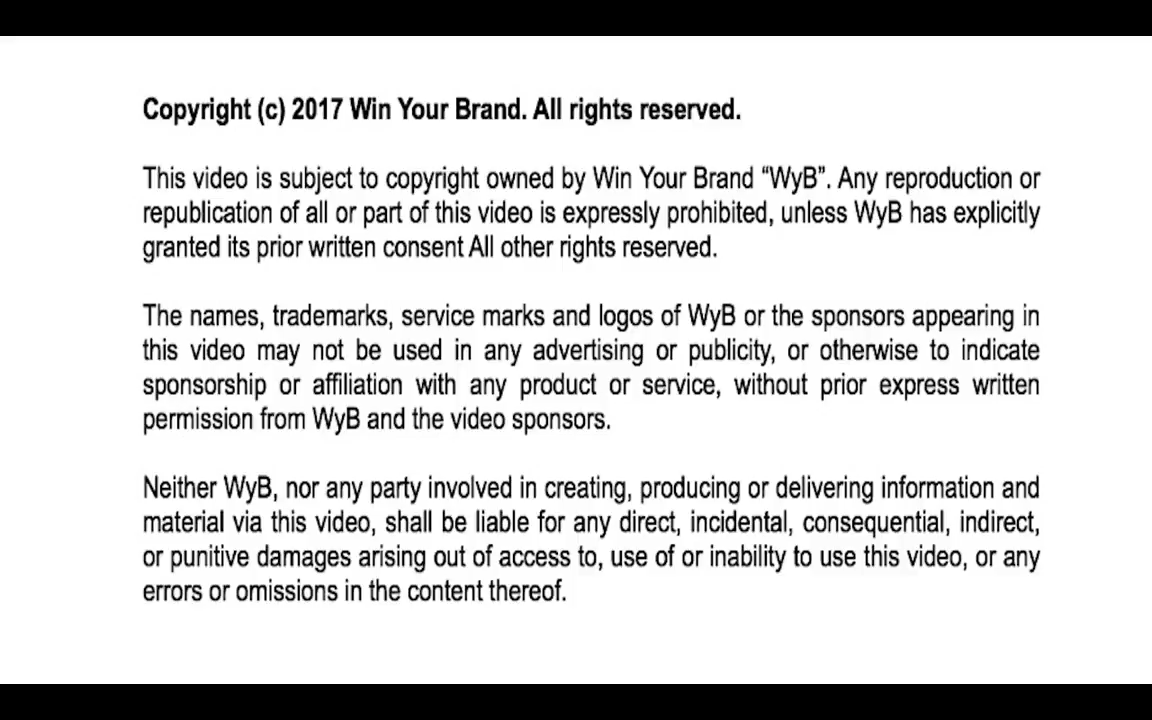 Copyright (c) 2017 Win Your Brand. All rights reserved.
This video is subject to copyright owned by Win Your Brand “WyB”. Any reproduction or
republication of all or part of this video is expressly prohibited, unless WyB has explicitly
granted its prior written consent All other rights reserved.
The names, trademarks, service marks and logos of WyB or the sponsors appearing in
this video may not be used in any advertising or publicity, or otherwise to indicate
sponsorship or affiliation with any product or service, without prior express written
permission from WyB and the video sponsors.
Neither WyB, nor any party involved in creating, producing or delivering information and
material via this video, shall be liable for any direct, incidental, consequential, indirect,
or punitive damages arising out of access to, use of or inability to use this video, or any
errors or omissions in the content thereof.